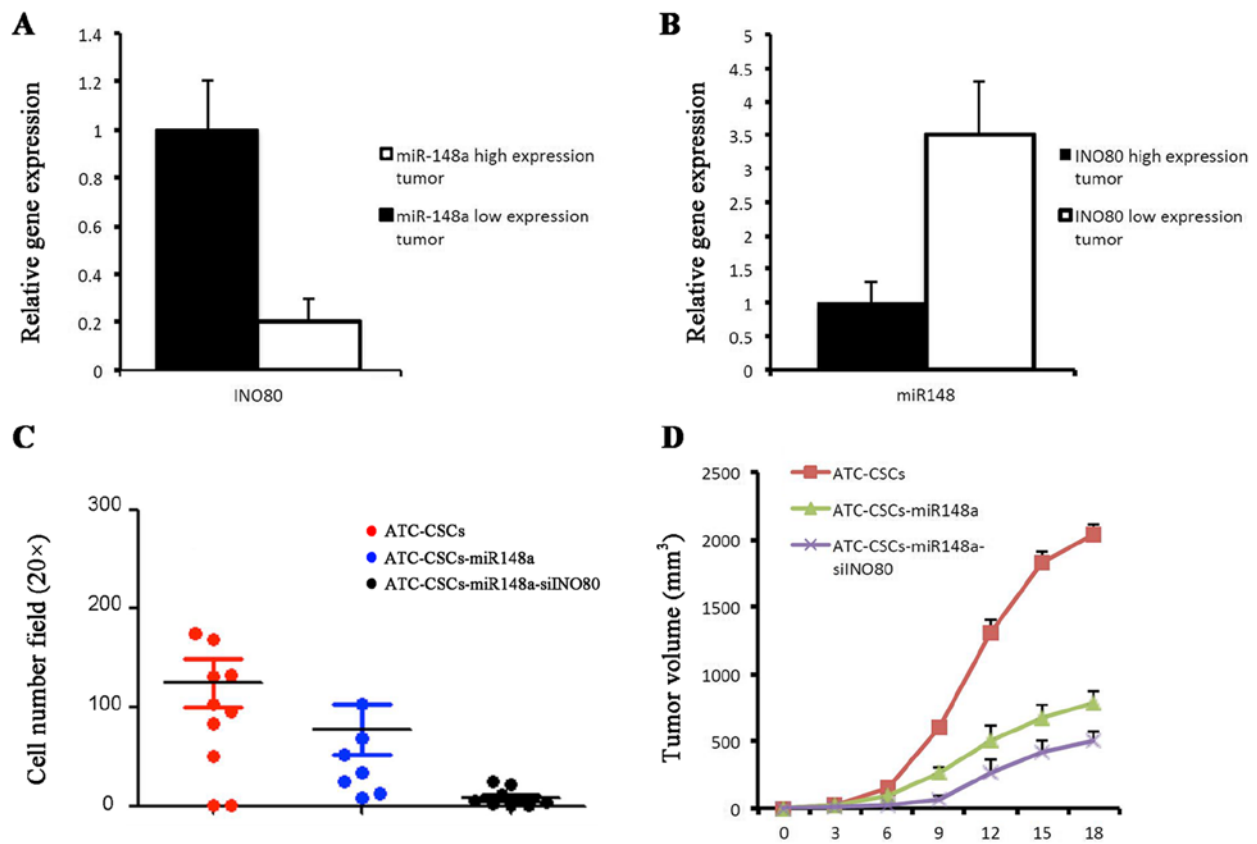 A
Relative gene expression
1.4
1.2
1
0.8
0.6
0.4
0.2
0
INO80
miR-148a high expression
tumor
miR-148a low expression
tumor
B
Relative gene expression
5
4.5
4
3.5
3
2.5
2
1.5
1
0.5
0
miR148
INO80 high expression
tumor
INO80 low expression
tumor
C
Cell number field (20×)
300
200
100
0
ATC-CSCs
ATC-CSCs-miR148a
ATC-CSCs-miR148a-siINO80
D
Tumor volume (mm³)
2500
2000
1500
1000
500
0
0 3 6 9 12 15 18
ATC-CSCs
ATC-CSCs-miR148a
ATC-CSCs-miR148a-
siINO80